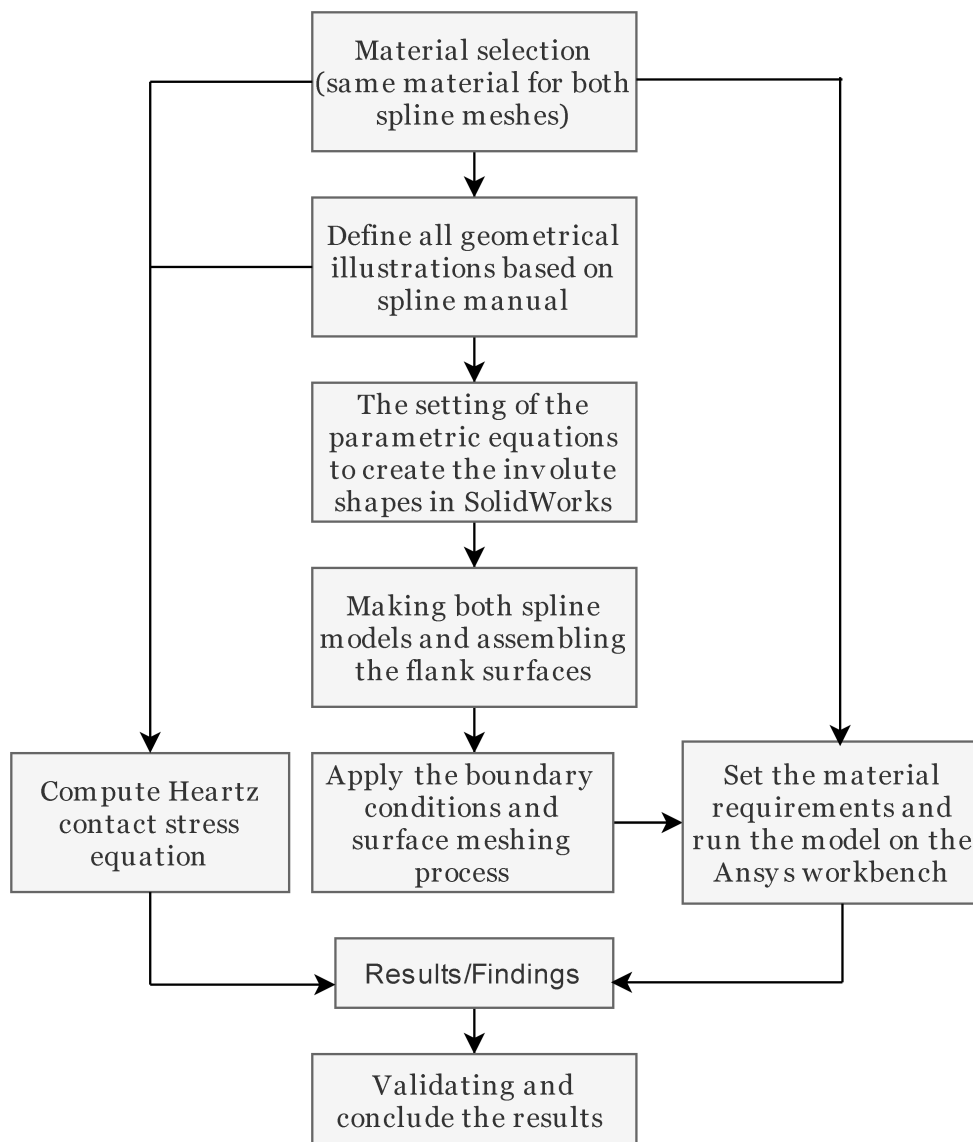 Material selection
(same material for both
spline meshes)
Define all geometrical
illustrations based on
spline manual
The setting of the
parametric equations
to create the involute
shapes in SolidWorks
Making both spline
models and assembling
the flank surfaces
Compute Heartz
contact stress
equation
Apply the boundary
conditions and
surface meshing
process
Set the material
requirements and
run the model on the
Ansys workbench
Results/Findings
Validating and
conclude the results